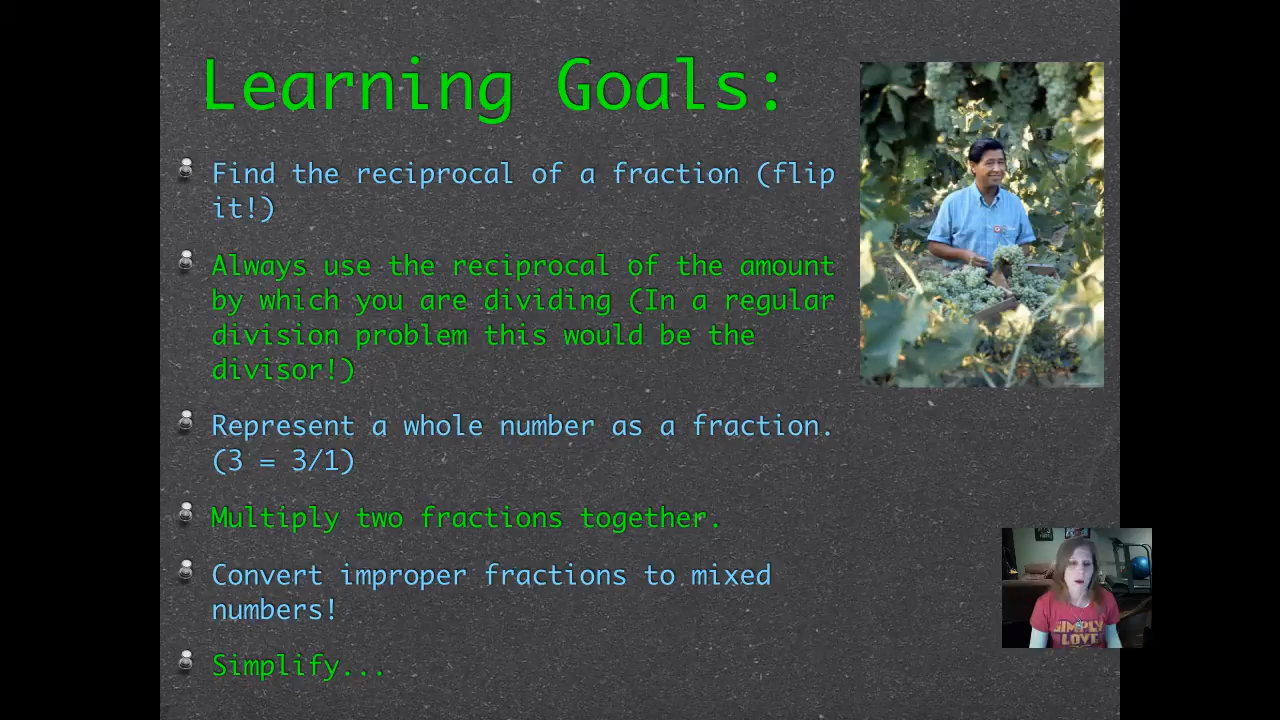 Learning Goals:
Find the reciprocal of a fraction (flip
it!)
Always use the reciprocal of the amount
by which you are dividing (In a regular
division problem this would be the
divisor!)
Represent a whole number as a fraction.
(3 = 3/1)
Multiply two fractions together.
Convert improper fractions to mixed
numbers!
Simplify...
SIMPLY
LOVE